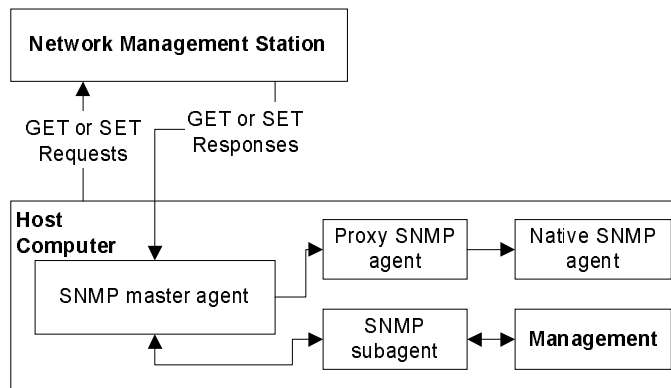 Network Management Station
GET or SET
Requests
GET or SET
Responses
Host
Computer
SNMP master agent
Proxy SNMP
agent
Native SNMP
agent
SNMP
subagent
Management